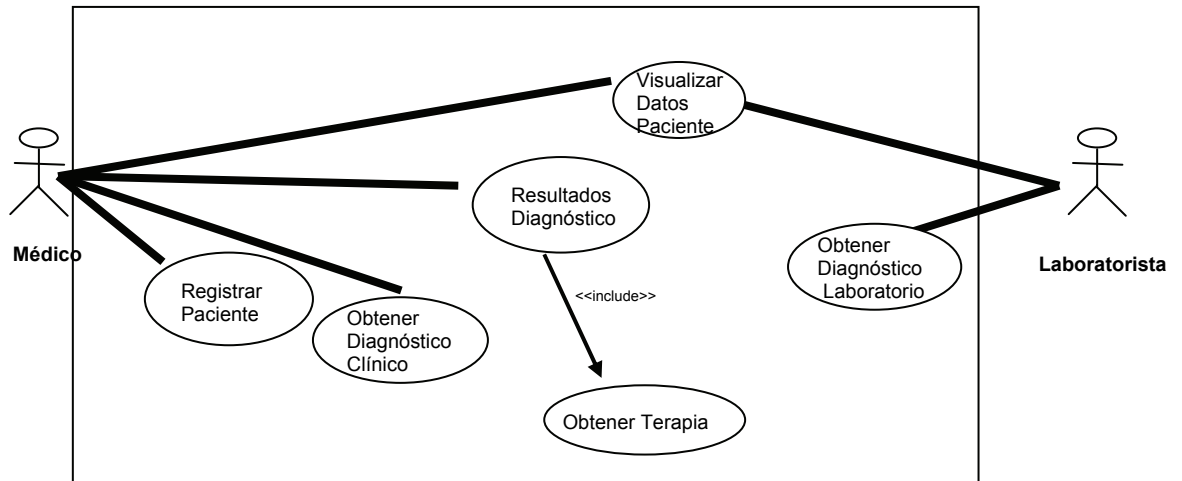 Visualizar
Datos
Paciente
Resultados
Diagnóstico
Médico
Obtener
Diagnóstico
Laboratorio
Laboratorista
Registrar
Paciente
<<include>>
Obtener
Diagnóstico
Clínico
Obtener Terapia